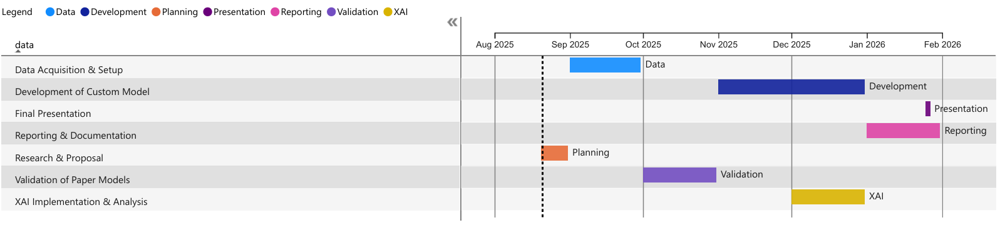 Legend Data Development Planning Presentation Reporting Validation XAI
«
data Aug 2025 Sep 2025 Oct 2025 Nov 2025 Dec 2025 Jan 2026 Feb 2026
Data Acquisition & Setup Data
Development of Custom Model Development
Final Presentation Presentation
Reporting & Documentation Reporting
Research & Proposal Planning
Validation of Paper Models Validation
XAI Implementation & Analysis XAI